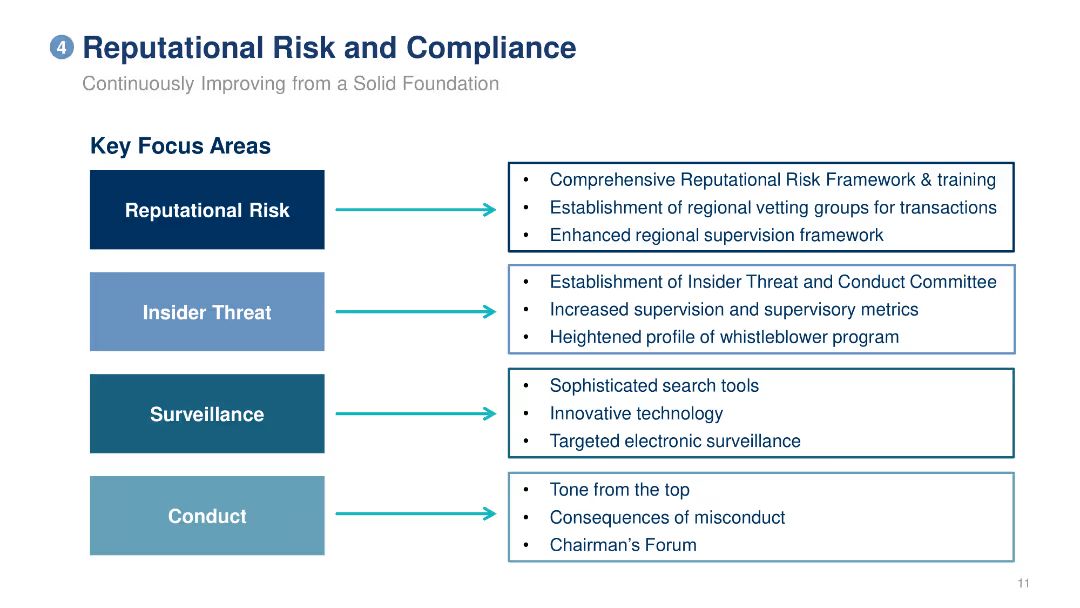 4 Reputational Risk and Compliance
Continuously Improving from a Solid Foundation
Key Focus Areas
Reputational Risk
• Comprehensive Reputational Risk Framework & training
• Establishment of regional vetting groups for transactions
• Enhanced regional supervision framework
Insider Threat
• Establishment of Insider Threat and Conduct Committee
• Increased supervision and supervisory metrics
• Heightened profile of whistleblower program
Surveillance
• Sophisticated search tools
• Innovative technology
• Targeted electronic surveillance
Conduct
• Tone from the top
• Consequences of misconduct
• Chairman's Forum
11